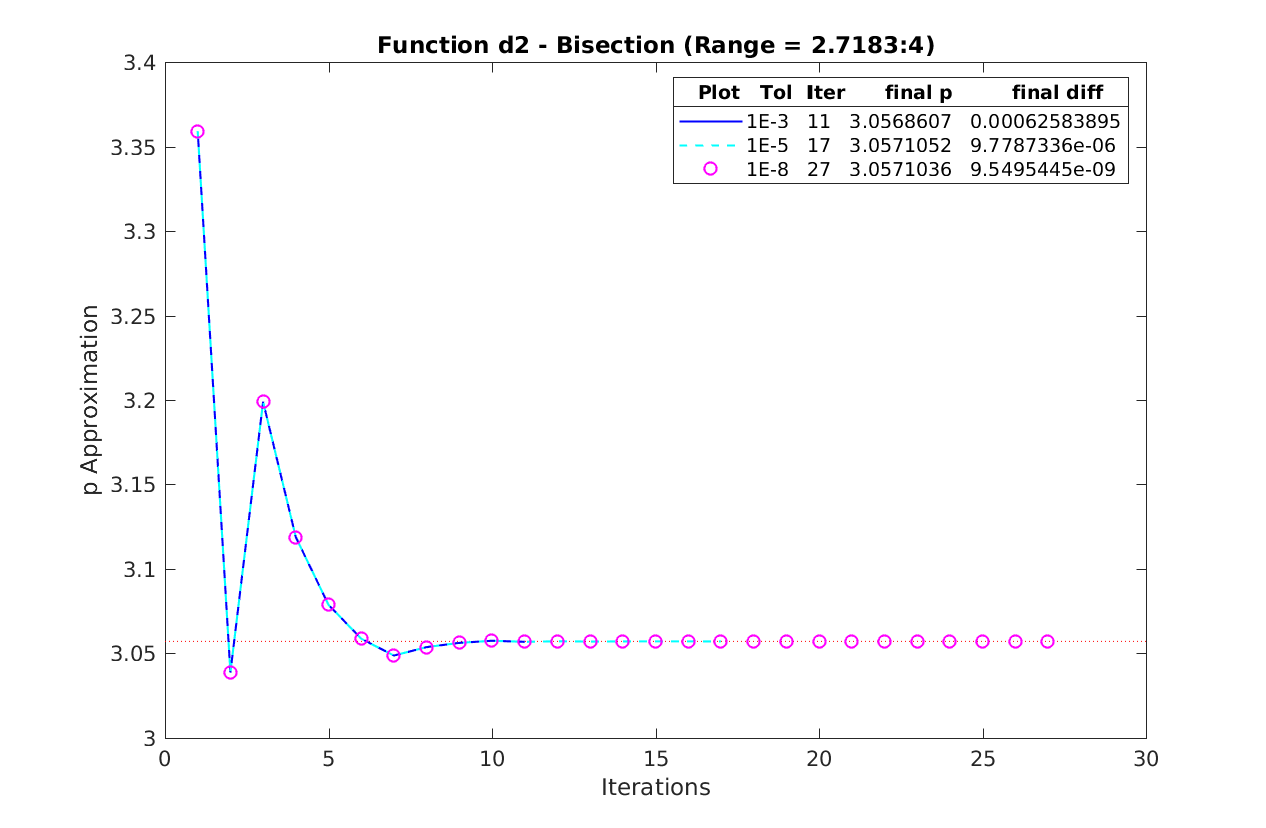 Function d2 - Bisection (Range = 2.7183:4)
Plot Tol Iter final p final diff
1E-3 11 3.0568607 0.00062583895
1E-5 17 3.0571052 9.7787336e-06
1E-8 27 3.0571036 9.5495445e-09
p Approximation
3.4
3.35
3.3
3.25
3.2
3.15
3.1
3.05
3
0 5 10 15 20 25 30
Iterations